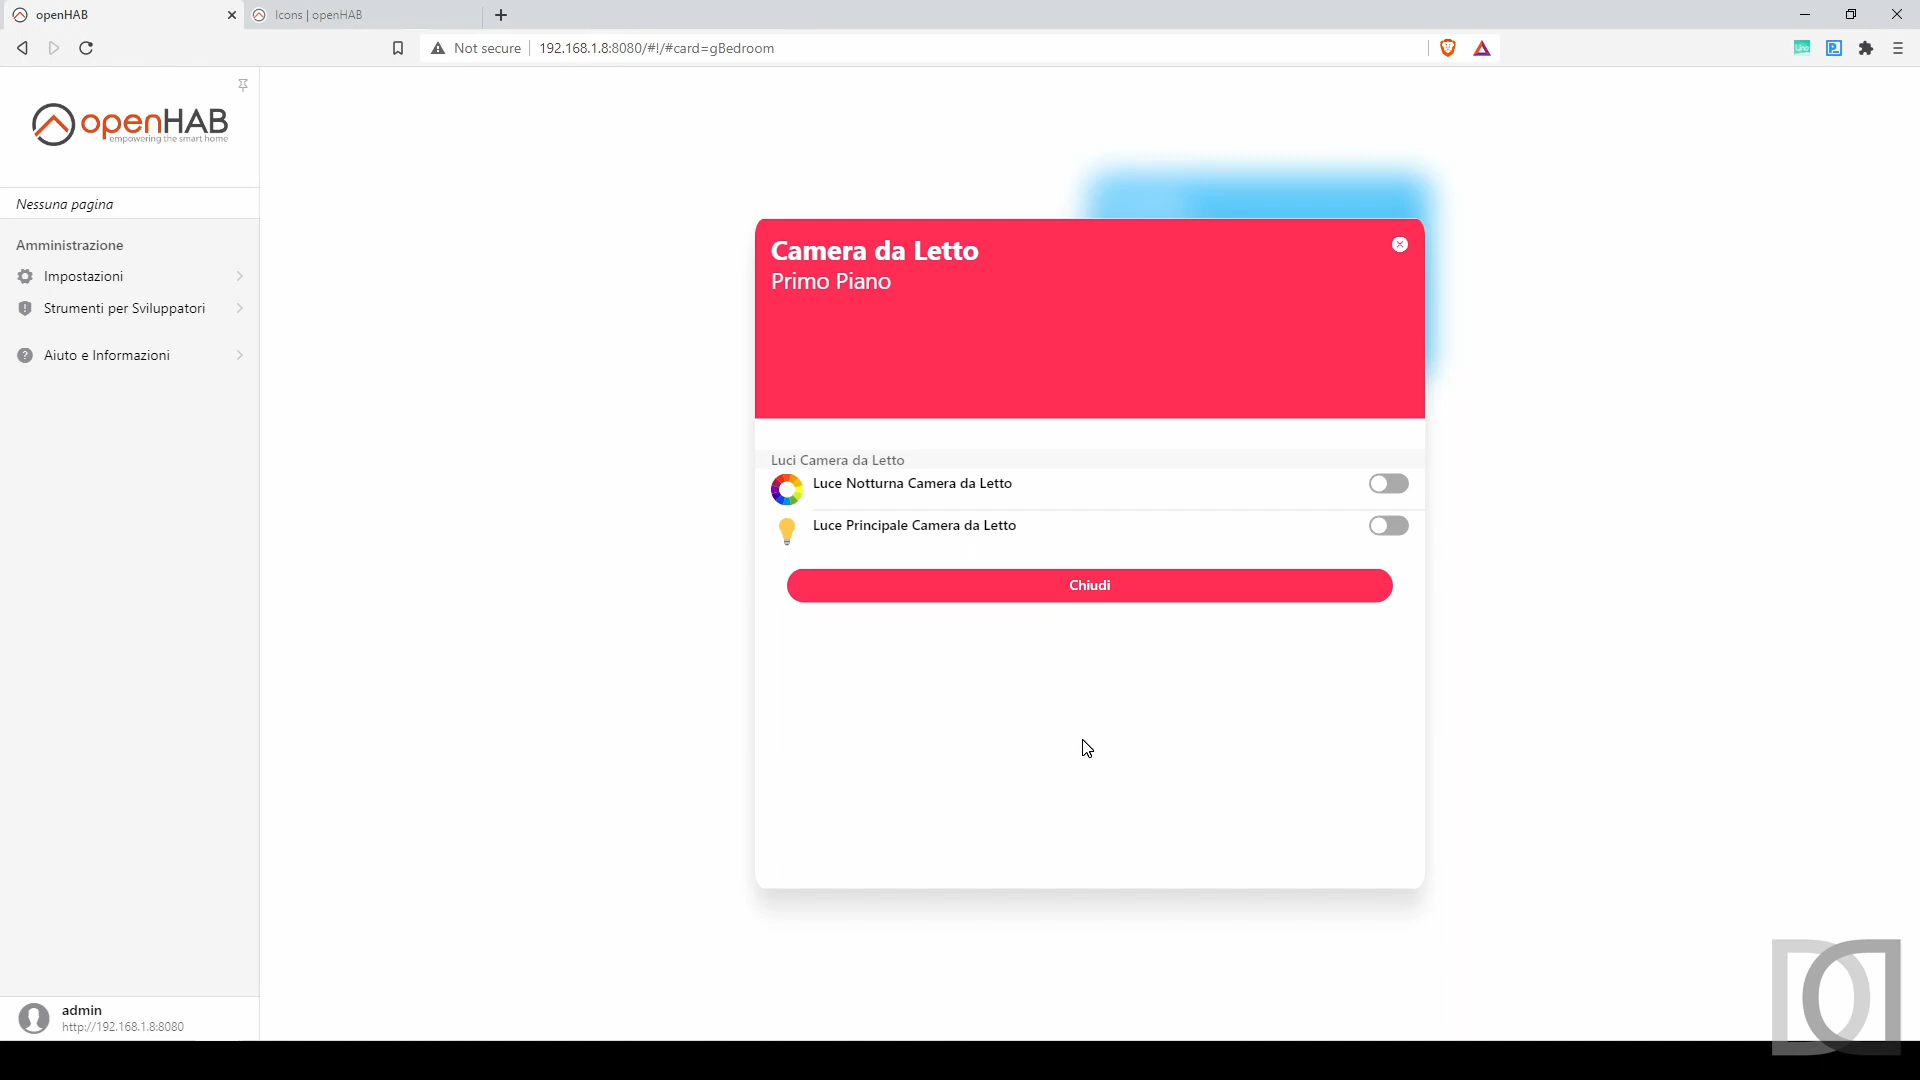 openHAB
Icons | openHAB
Not secure
192.168.1.8:8080/#!/#card=gBedroom
openHAB
empowering the smart home
Nessuna pagina
Amministrazione
Impostazioni
Strumenti per Sviluppatori
Aiuto e Informazioni
Camera da Letto
Primo Piano
Luci Camera da Letto
Luce Notturna Camera da Letto
Luce Principale Camera da Letto
Chiudi
admin
http://192.168.1.8:8080